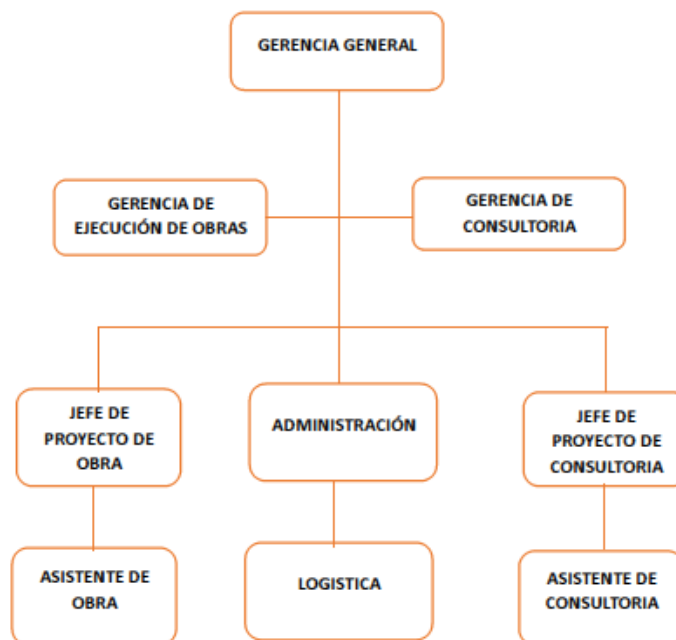 GERENCIA GENERAL
GERENCIA DE
EJECUCIÓN DE OBRAS
GERENCIA DE
CONSULTORIA
JEFE DE
PROYECTO DE
OBRA
ADMINISTRACIÓN
JEFE DE
PROYECTO DE
CONSULTORIA
ASISTENTE DE
OBRA
LOGISTICA
ASISTENTE DE
CONSULTORIA